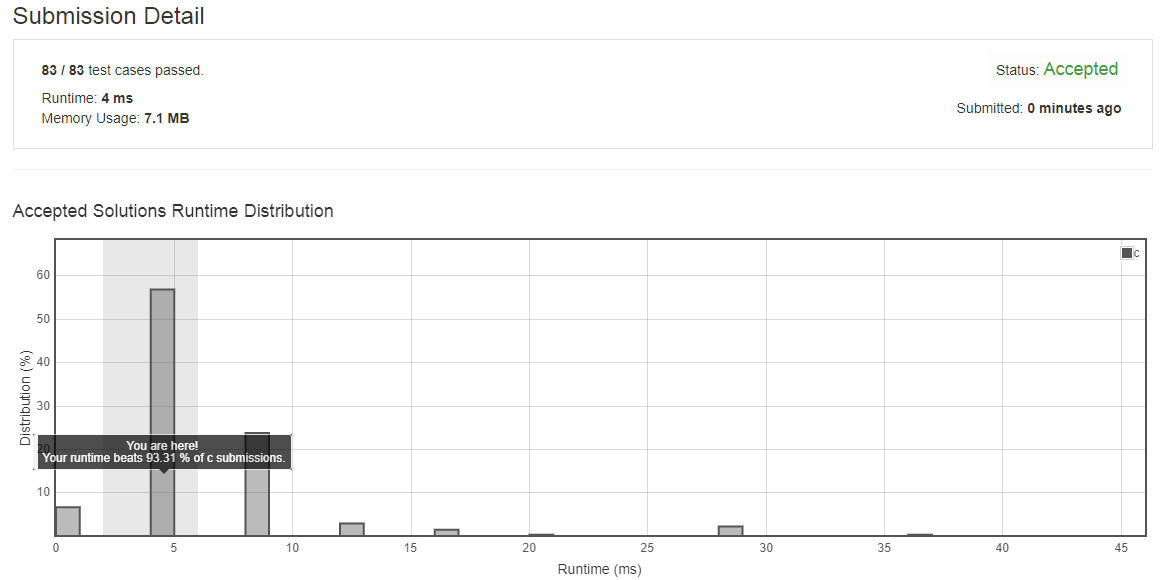 Submission Detail
83 / 83 test cases passed.
Status: Accepted
Runtime: 4 ms
Memory Usage: 7.1 MB
Submitted: 0 minutes ago
Accepted Solutions Runtime Distribution
c
60
50
40
30
20
10
Distribution (%)
You are here!
Your runtime beats 93.31 % of c submissions.
0 5 10 15 20 25 30 35 40 45
Runtime (ms)